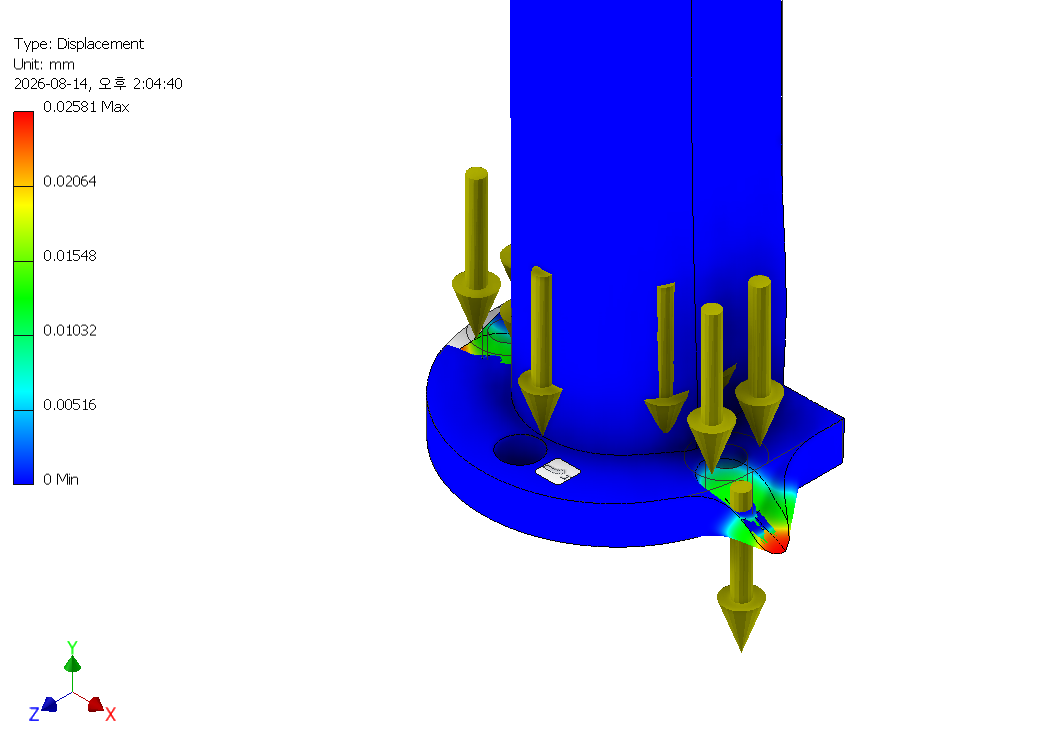 Type: Displacement
Unit: mm
2026-08-14, 오후 2:04:40
0.02581 Max
0.02064
0.01548
0.01032
0.00516
0 Min
Y
Z
X